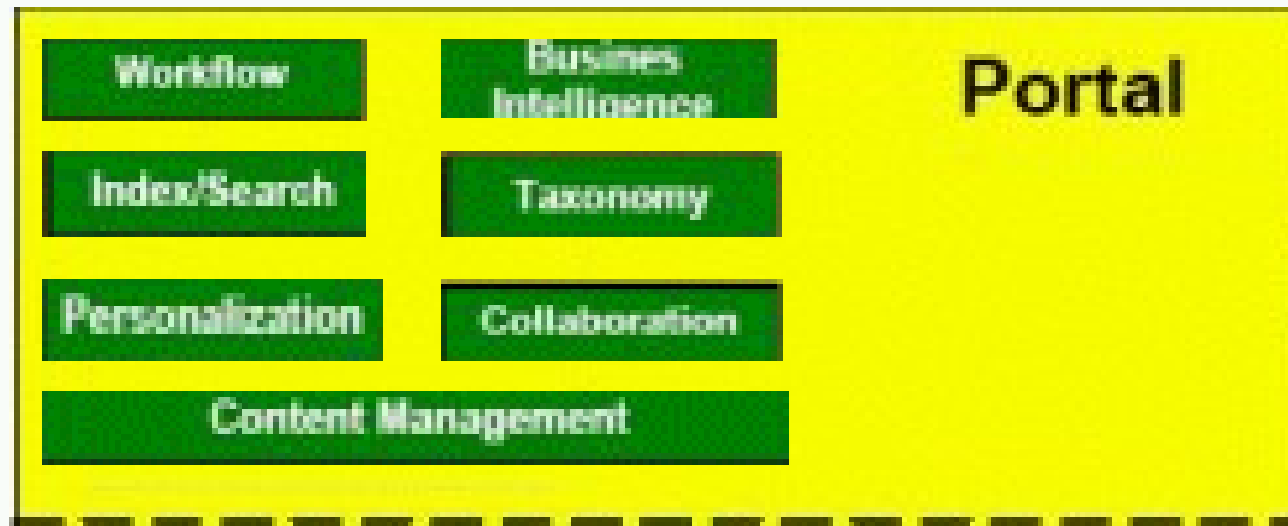 Workflow
Busines
Intelligence
Portal
Index/Search
Taxonomy
Personalization
Collaboration
Content Management